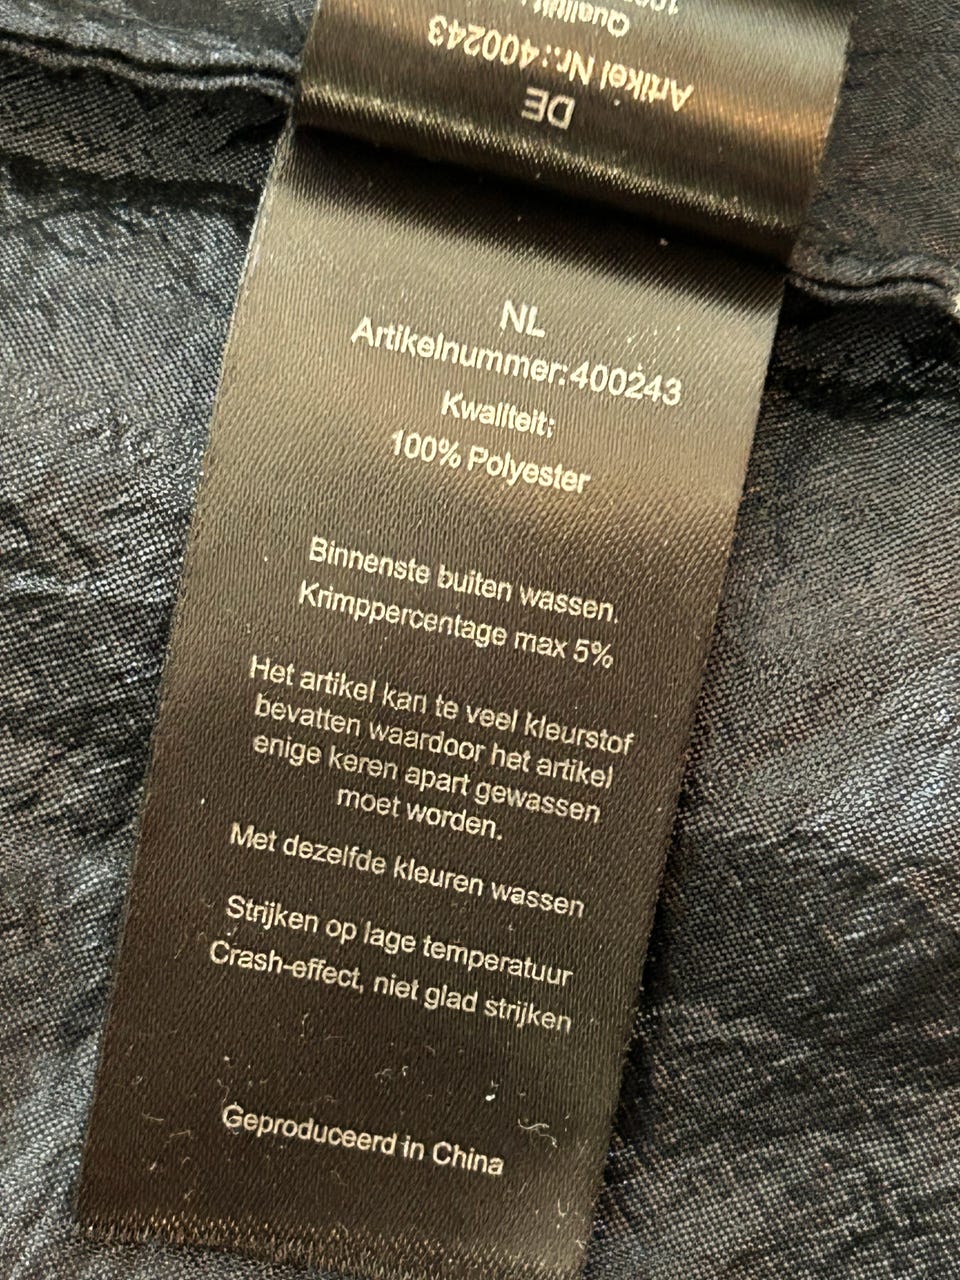 100
Qualität
Artikel Nr.:400243
DE
NL
Artikelnummer:400243
Kwaliteit:
100% Polyester
Binnenste buiten wassen.
Krimppercentage max 5%
Het artikel kan te veel kleurstof
bevatten waardoor het artikel
enige keren apart gewassen
moet worden.
Met dezelfde kleuren wassen
Strijken op lage temperatuur
Crash-effect, niet glad strijken
Geproduceerd in China